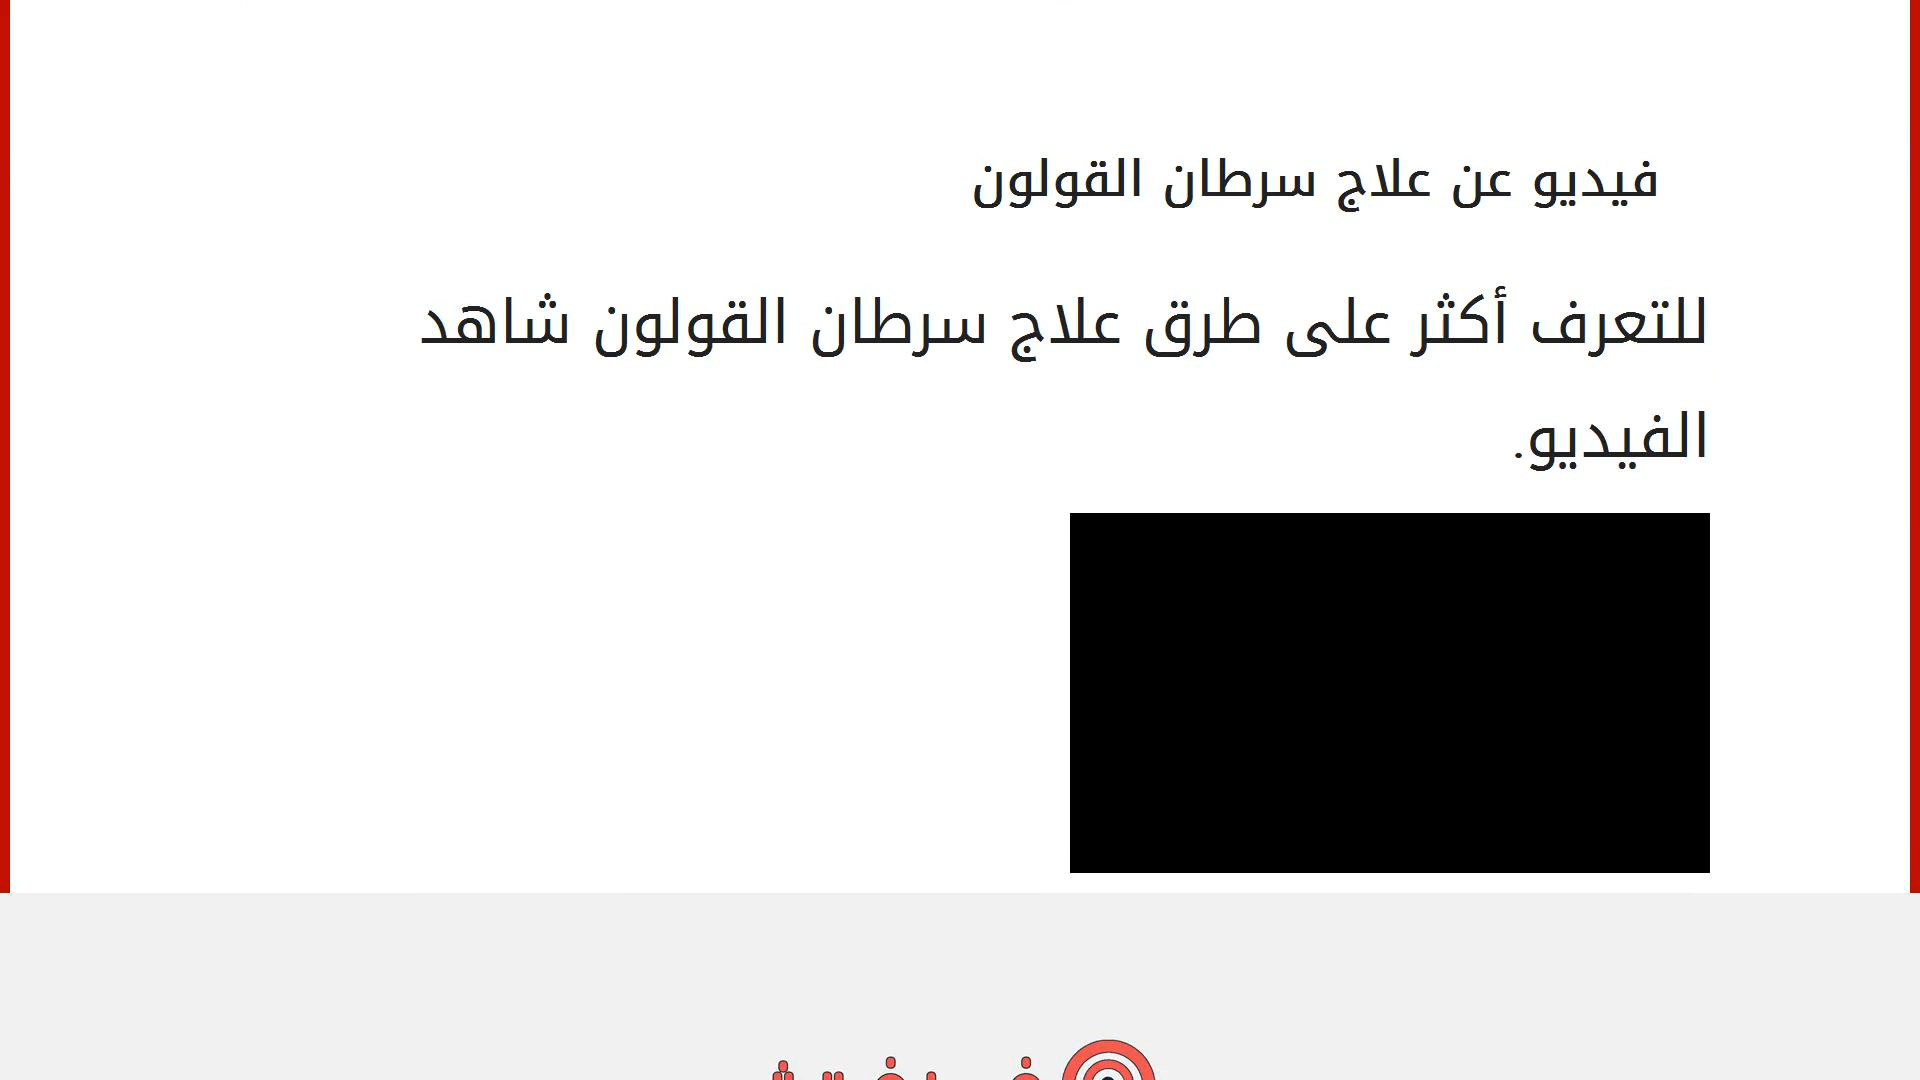 فيديو عن علاج سرطان القولون
للتعرف أكثر على طرق علاج سرطان القولون شاهد
الفيديو.